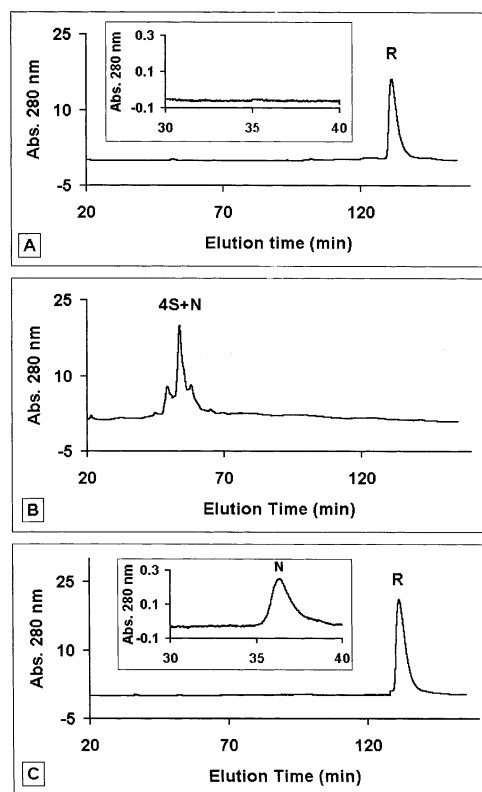 25
10
-5
Abs. 280 nm
0.3
0.1
-0.1
Abs. 280 nm
30 35 40
R
20 70 120
Elution time (min)
A
25
10
-5
Abs. 280 nm
4S+N
20 70 120
Elution Time (min)
B
25
10
-5
Abs. 280 nm
0.3
0.1
-0.1
Abs. 280 nm
N
30 35 40
R
20 70 120
Elution Time (min)
C